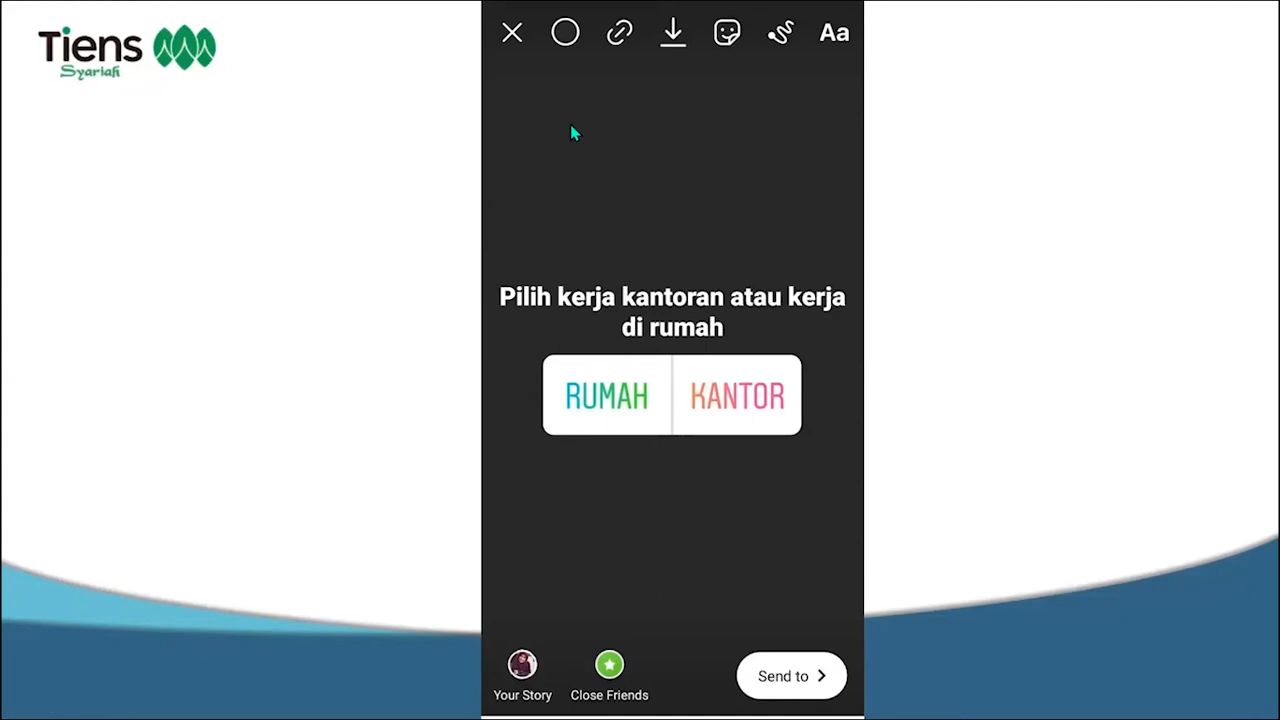 Tiens
Syariah
Aa
Pilih kerja kantoran atau kerja
di rumah
RUMAH
KANTOR
Your Story
Close Friends
Send to